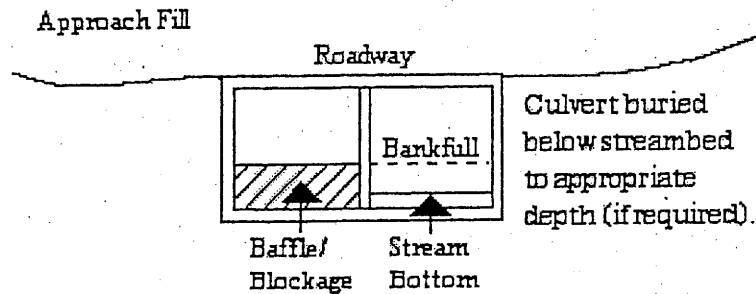 Approach Fill
Roadway
Bankfull
Culvert buried
below streambed
to appropriate
depth (if required).
Baffle/
Blockage
Stream
Bottom